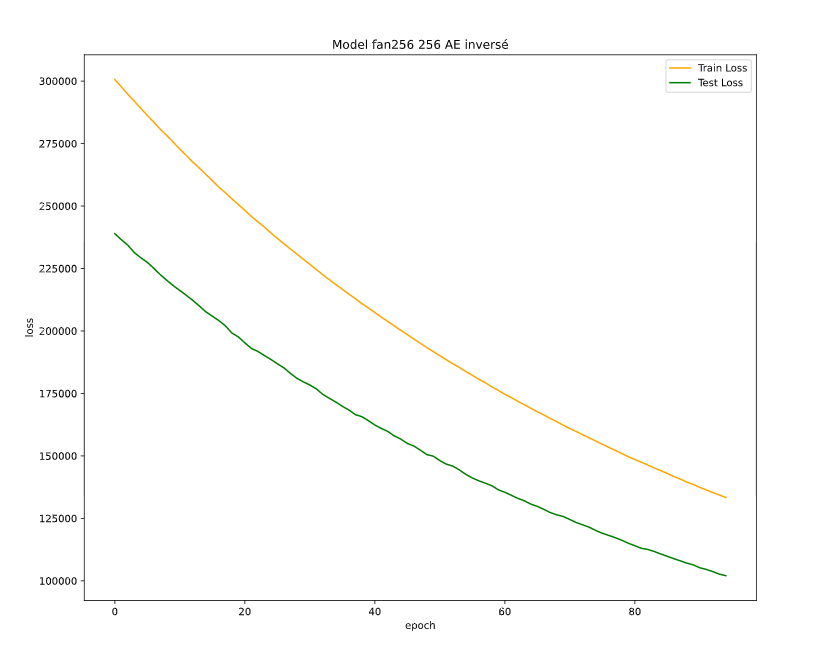 Model fan256 256 AE inversé
Train Loss
Test Loss
300000
275000
250000
225000
200000
175000
150000
125000
100000
loss
0 20 40 60 80
epoch